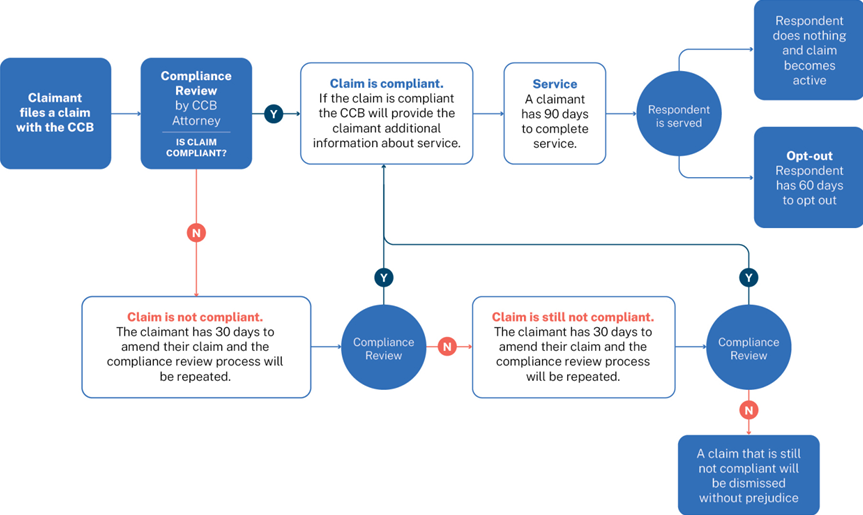 Claimant
files a claim
with the CCB
Compliance
Review
by CCB
Attorney
IS CLAIM
COMPLIANT?
Y
Claim is compliant.
If the claim is compliant
the CCB will provide the
claimant additional
information about service.
Service
A claimant
has 90 days
to complete
service.
Respondent
is served
Respondent
does nothing
and claim
becomes
active
Opt-out
Respondent
has 60 days
to opt out
N
Claim is not compliant.
The claimant has 30 days to
amend their claim and the
compliance review process will
be repeated.
Y
Compliance
Review
N
Claim is still not compliant.
The claimant has 30 days to
amend their claim and the
compliance review process
will be repeated.
Y
Compliance
Review
N
A claim that is still
not compliant will
be dismissed
without prejudice